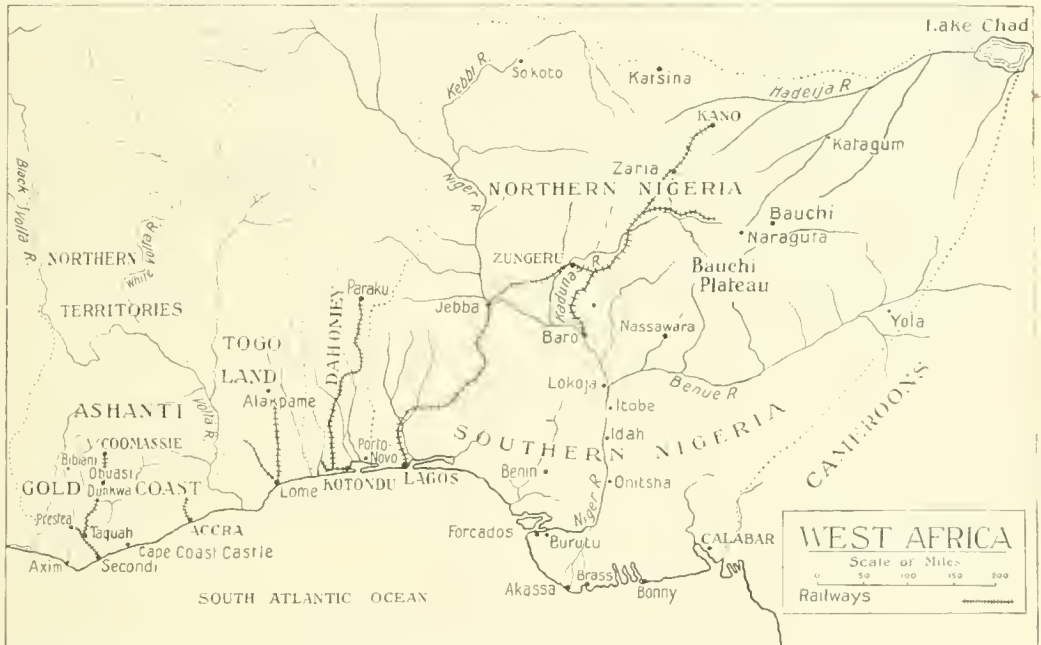 Lake Chad
Sokoto
Katsina
Kebbi R.
Hadeija R
KANO
Katagum
Zaria
Niger R
NORTHERN NIGERIA
Black Volta R.
White Volta R
NORTHERN
TERRITORIES
Bauchi
Naraguta
ZUNGERU
Kaduna R
Bauchi
Plateau
Paraku
Jebba
DAHOMEY
Baro
Nassawara
Yola
TOGO
LAND
Atakpame
Volta R
Lokoja
Benue R
Itobe
Idah
ASHANTI
COOMASSIE
SOUTHERN NIGERIA
CAMEROONS
Bibiani
Obuasi
Dunkwa
GOLD COAST
Porto-
Novo
Lome
KOTONDU
LAGOS
Benin
Onitsha
Niger R
Prestea
Taquah
ACCRA
Cape Coast Castle
Axim
Secondi
Forcados
Burutu
CALABAR
Akassa
Brass
Bonny
SOUTH ATLANTIC OCEAN
WEST AFRICA
Scale of Miles
0 50 100 150 200
Railways